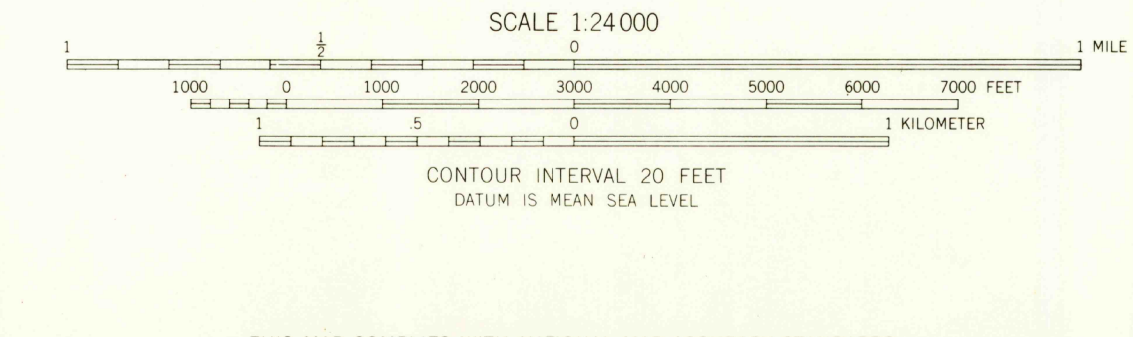 SCALE 1:24 000
1 1/2 0 1 MILE
1000 0 1000 2000 3000 4000 5000 6000 7000 FEET
1 .5 0 1 KILOMETER
CONTOUR INTERVAL 20 FEET
DATUM IS MEAN SEA LEVEL